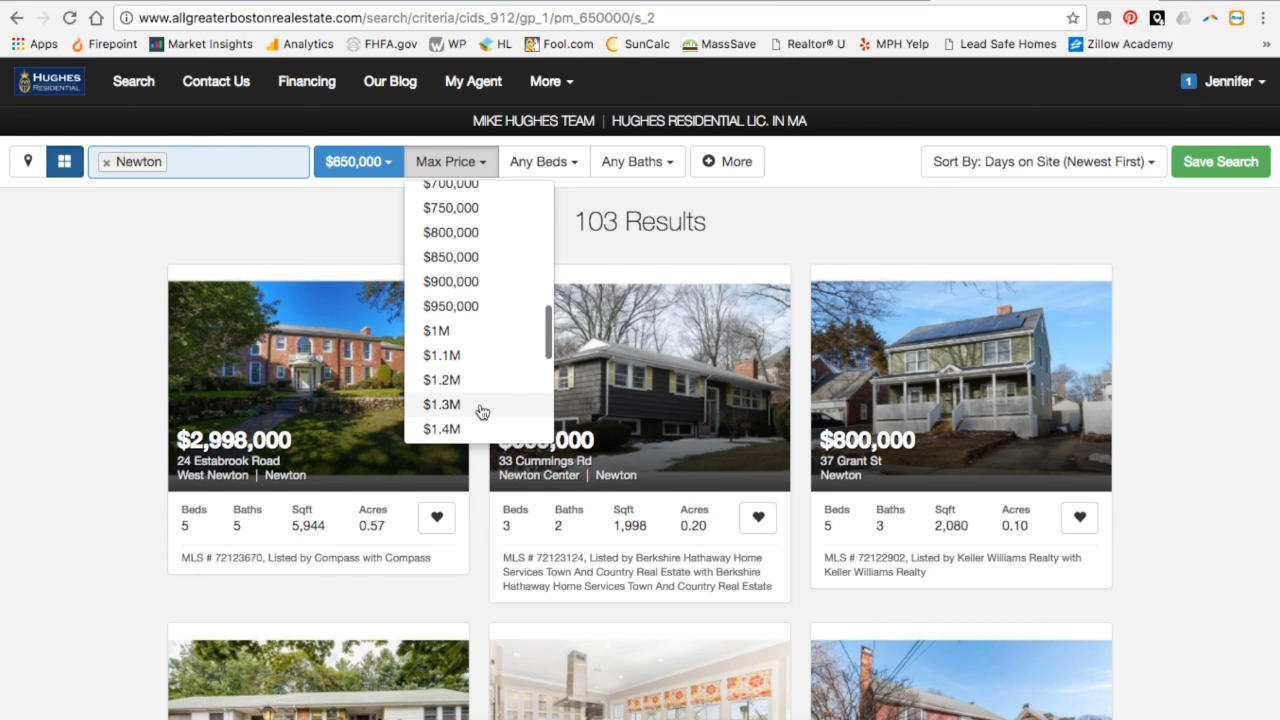 www.allgreaterbostonrealestate.com/search/criteria/cids_912/gp_1/pm_650000/s_2
Apps Firepoint Market Insights Analytics FHFA.gov WP HL Fool.com SunCalc MassSave Realtor® U MPH Yelp Lead Safe Homes Zillow Academy »
HUGHES
RESIDENTIAL
Search Contact Us Financing Our Blog My Agent More 1 Jennifer
MIKE HUGHES TEAM | HUGHES RESIDENTIAL LIC. IN MA
× Newton $650,000 Max Price Any Beds Any Baths More Sort By: Days on Site (Newest First) Save Search
$700,000
$750,000
$800,000
$850,000
$900,000
$950,000
$1M
$1.1M
$1.2M
$1.3M
$1.4M
103 Results
$2,998,000
24 Estabrook Road
West Newton | Newton
Beds Baths Sqft Acres
5 5 5,944 0.57
MLS # 72123670, Listed by Compass with Compass
33 Cummings Rd
Newton Center | Newton
Beds Baths Sqft Acres
3 2 1,998 0.20
MLS # 72123124, Listed by Berkshire Hathaway Home
Services Town And Country Real Estate with Berkshire
Hathaway Home Services Town And Country Real Estate
$800,000
37 Grant St
Newton
Beds Baths Sqft Acres
5 3 2,080 0.10
MLS # 72122902, Listed by Keller Williams Realty with
Keller Williams Realty